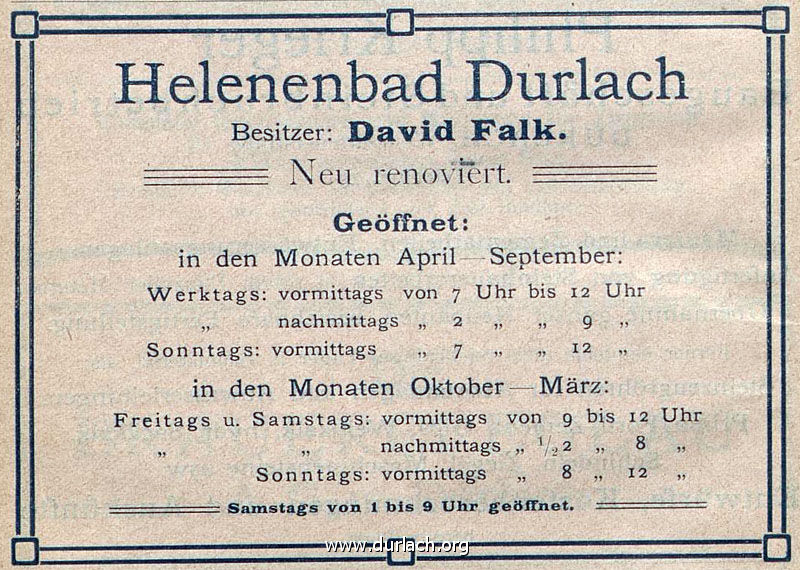 Helenenbad Durlach
Besitzer: David Falk.
Neu renoviert.
Geöffnet:
in den Monaten April — September:
Werktags: vormittags von 7 Uhr bis 12 Uhr
„ nachmittags „ 2 „ „ 9 „
Sonntags: vormittags „ 7 „ „ 12 „
in den Monaten Oktober — März:
Freitags u. Samstags: vormittags von 9 bis 12 Uhr
„ „ nachmittags „ 1/2 2 „ 8 „
Sonntags: vormittags „ 8 „ 12 „
Samstags von 1 bis 9 Uhr geöffnet.
www.durlach.org